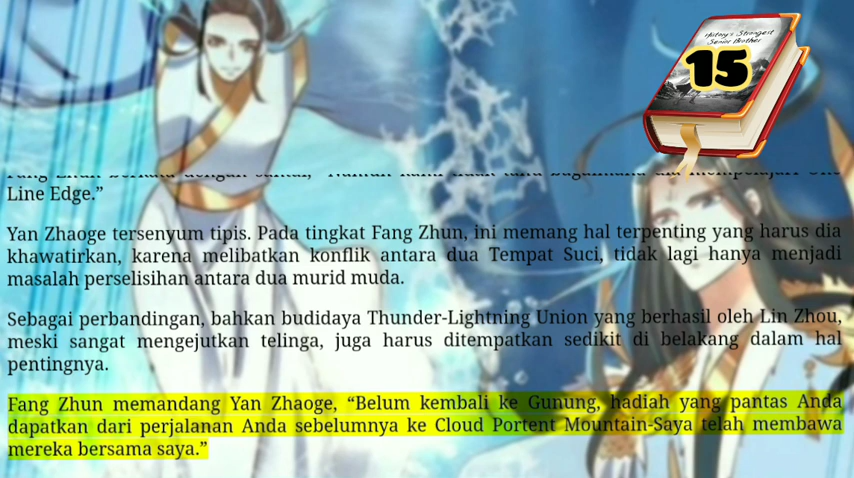 History's Strongest
Senior Brother
15
Line Edge.”
Yan Zhaoge tersenyum tipis. Pada tingkat Fang Zhun, ini memang hal terpenting yang harus dia
khawatirkan, karena melibatkan konflik antara dua Tempat Suci, tidak lagi hanya menjadi
masalah perselisihan antara dua murid muda.
Sebagai perbandingan, bahkan budidaya Thunder-Lightning Union yang berhasil oleh Lin Zhou,
meski sangat mengejutkan telinga, juga harus ditempatkan sedikit di belakang dalam hal
pentingnya.
Fang Zhun memandang Yan Zhaoge, “Belum kembali ke Gunung, hadiah yang pantas Anda
dapatkan dari perjalanan Anda sebelumnya ke Cloud Portent Mountain-Saya telah membawa
mereka bersama saya.”